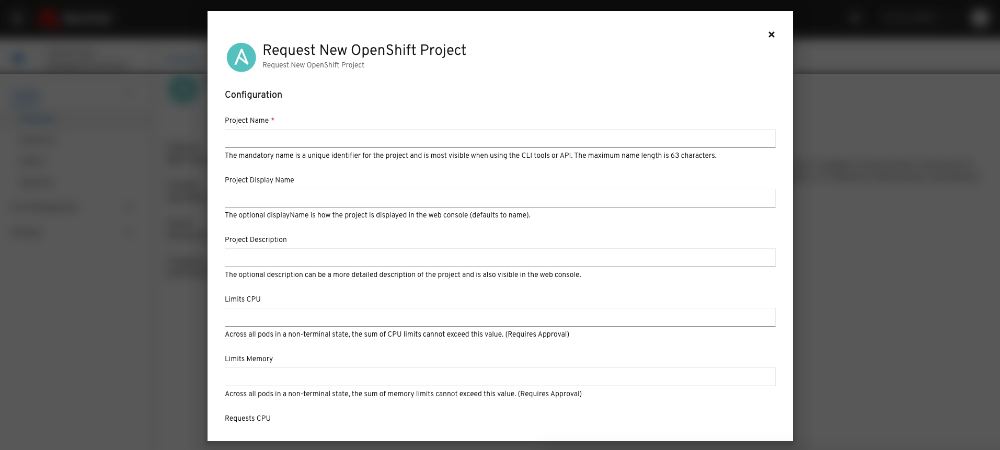 Request New OpenShift Project
Request New OpenShift Project
Configuration
Project Name *
The mandatory name is a unique identifier for the project and is most visible when using the CLI tools or API. The maximum name length is 63 characters.
Project Display Name
The optional displayName is how the project is displayed in the web console (defaults to name).
Project Description
The optional description can be a more detailed description of the project and is also visible in the web console.
Limits CPU
Across all pods in a non-terminal state, the sum of CPU limits cannot exceed this value. (Requires Approval)
Limits Memory
Across all pods in a non-terminal state, the sum of memory limits cannot exceed this value. (Requires Approval)
Requests CPU